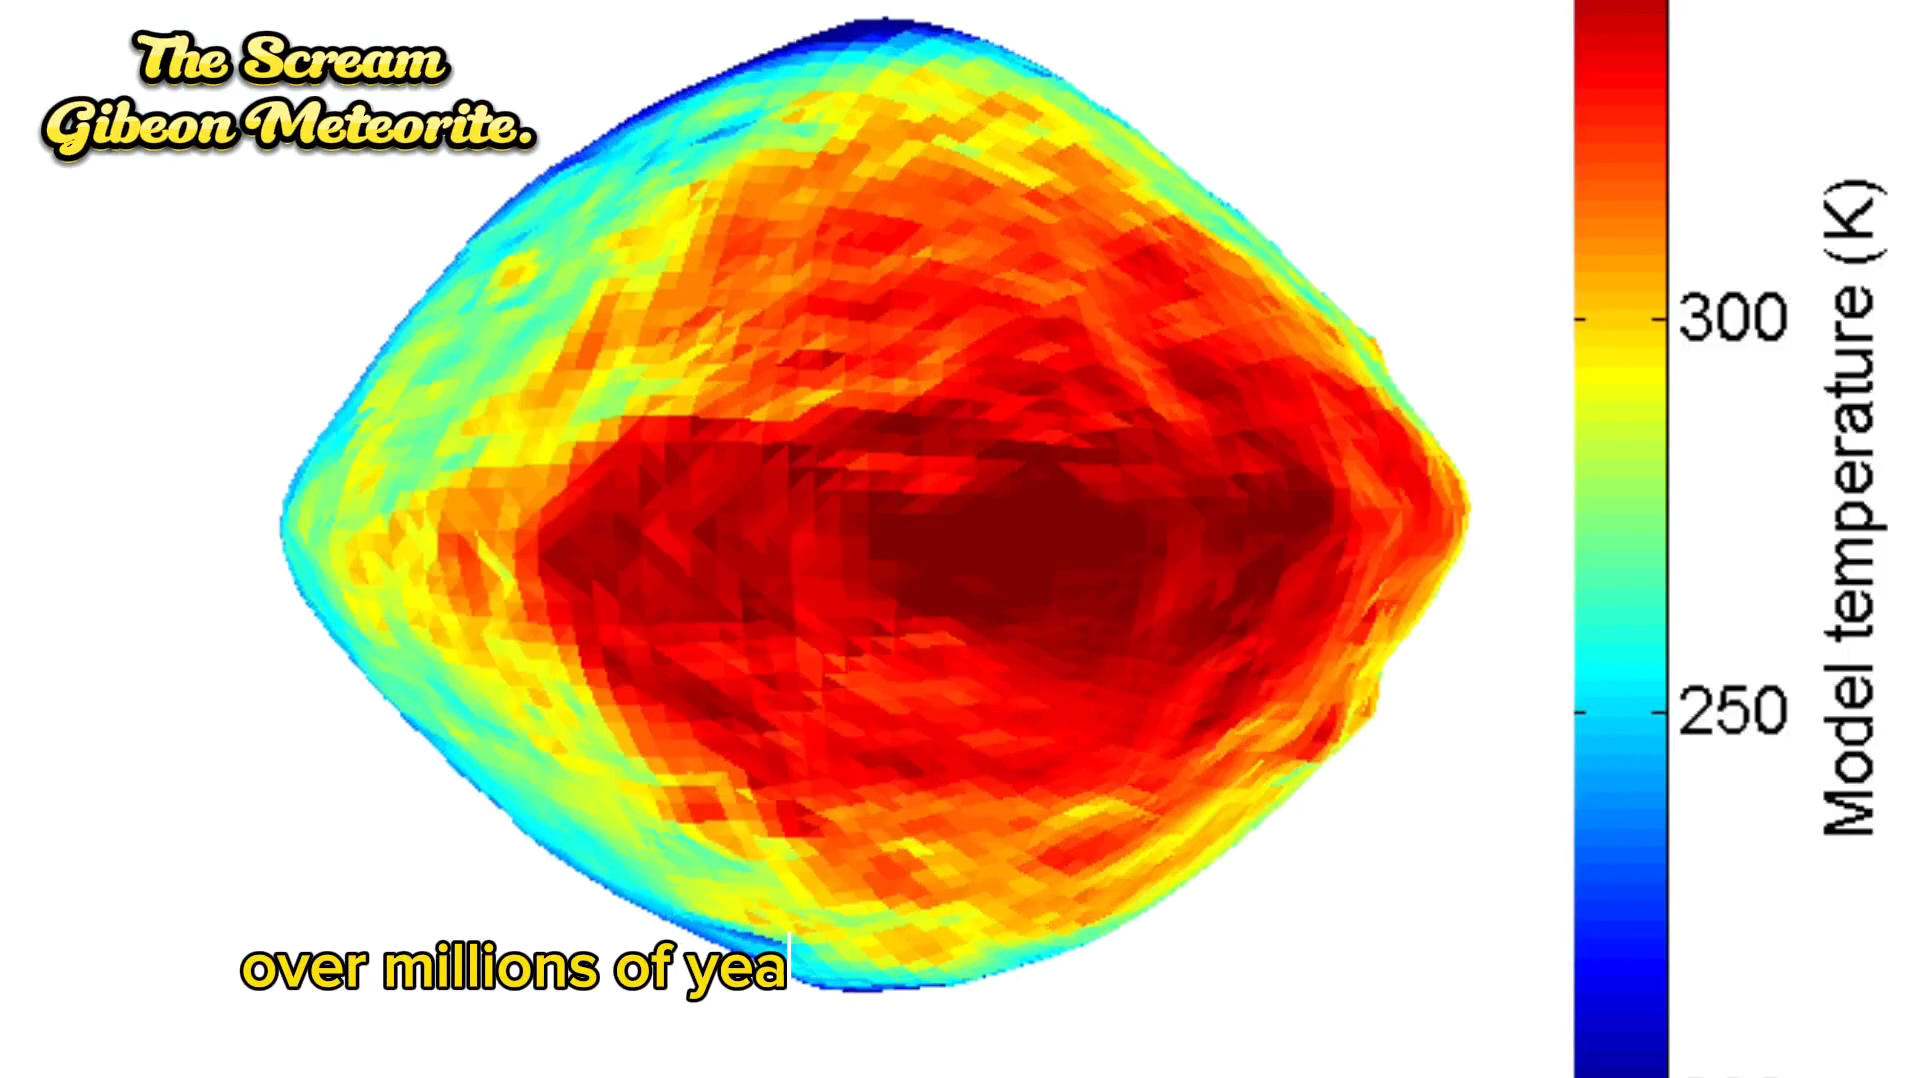 The Scream
Gibeon Meteorite.
300
250
Model temperature (K)
over millions of yea